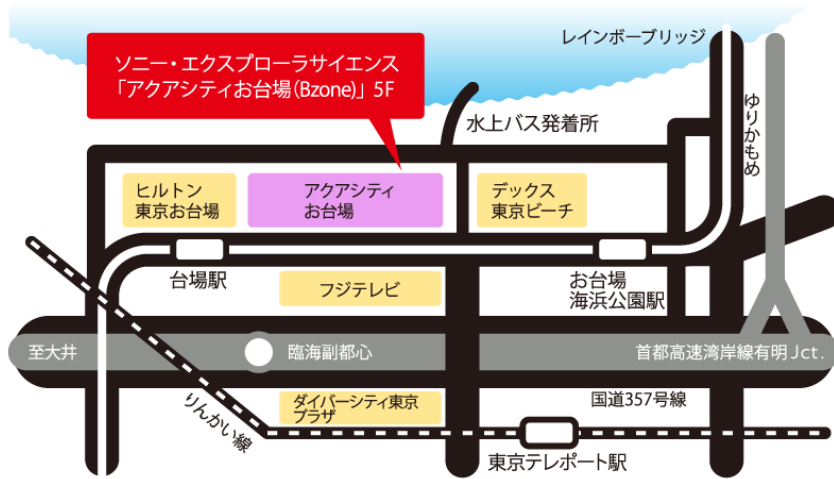 レインボーブリッジ
ソニー・エクスプローラサイエンス
「アクアシティお台場(Bzone)」5F
水上バス発着所
ゆりかもめ
ヒルトン
東京お台場
アクアシティ
お台場
デックス
東京ビーチ
台場駅
お台場
海浜公園駅
フジテレビ
至大井
臨海副都心
首都高速湾岸線有明Jct.
りんかい線
ダイバーシティ東京
プラザ
国道357号線
東京テレポート駅